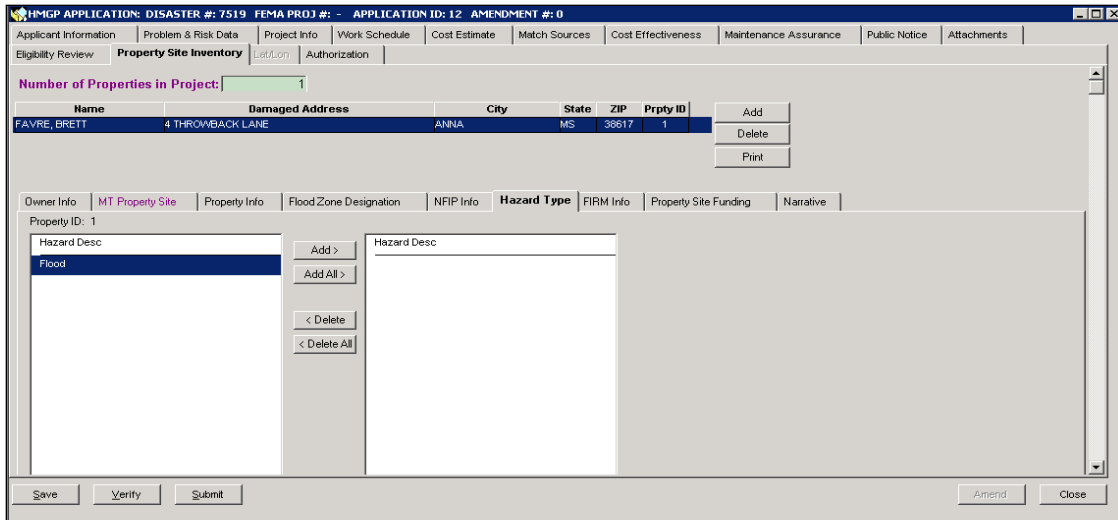 HMGP APPLICATION: DISASTER #: 7519 FEMA PROJ #: - APPLICATION ID: 12 AMENDMENT #: 0
Applicant Information Problem & Risk Data Project Info Work Schedule Cost Estimate Match Sources Cost Effectiveness Maintenance Assurance Public Notice Attachments
Eligibility Review Property Site Inventory Lat/Lon Authorization
Number of Properties in Project: 1
Name Damaged Address City State ZIP Prpty ID
FAVRE, BRETT 4 THROWBACK LANE ANNA MS 38617 1
Add
Delete
Print
Owner Info MT Property Site Property Info Flood Zone Designation NFIP Info Hazard Type FIRM Info Property Site Funding Narrative
Property ID: 1
Hazard Desc
Flood
Add >
Add All >
< Delete
< Delete All
Hazard Desc
Save Verify Submit Amend Close